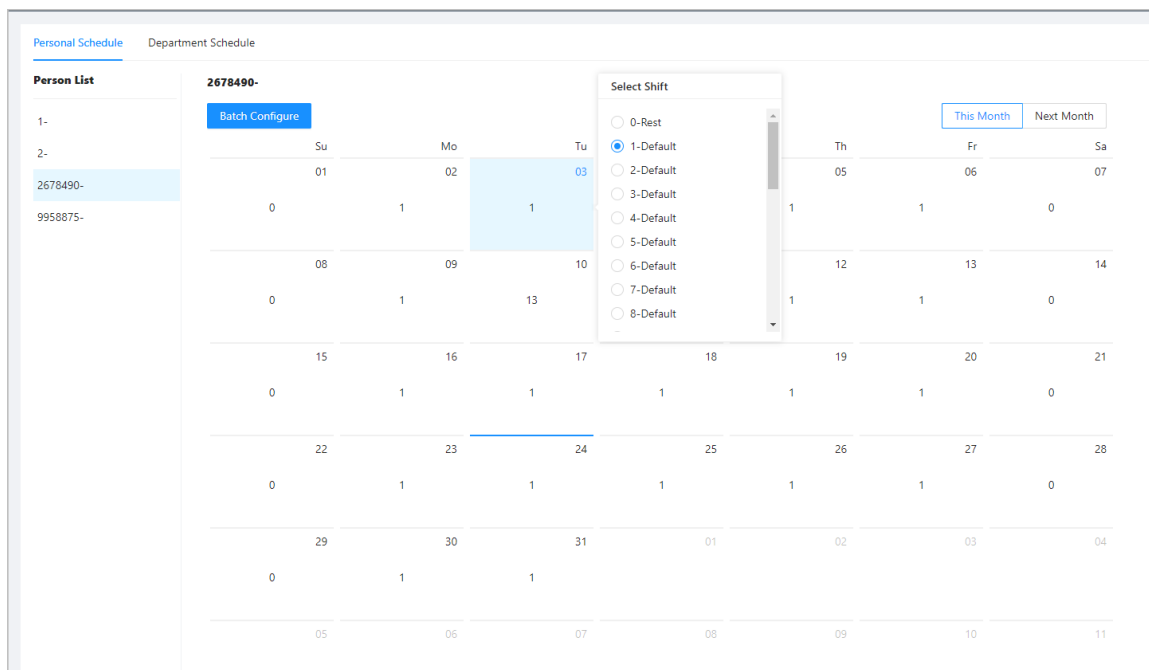 Personal Schedule Department Schedule
Person List
1-
2-
2678490-
9958875-
2678490-
Batch Configure
This Month Next Month
Su Mo Tu Th Fr Sa
01 02 03 05 06 07
0 1 1 1 1 0
08 09 10 12 13 14
0 1 13 1 1 0
15 16 17 18 19 20 21
0 1 1 1 1 1 0
22 23 24 25 26 27 28
0 1 1 1 1 1 0
29 30 31 01 02 03 04
0 1 1
05 06 07 08 09 10 11
Select Shift
0-Rest
1-Default
2-Default
3-Default
4-Default
5-Default
6-Default
7-Default
8-Default